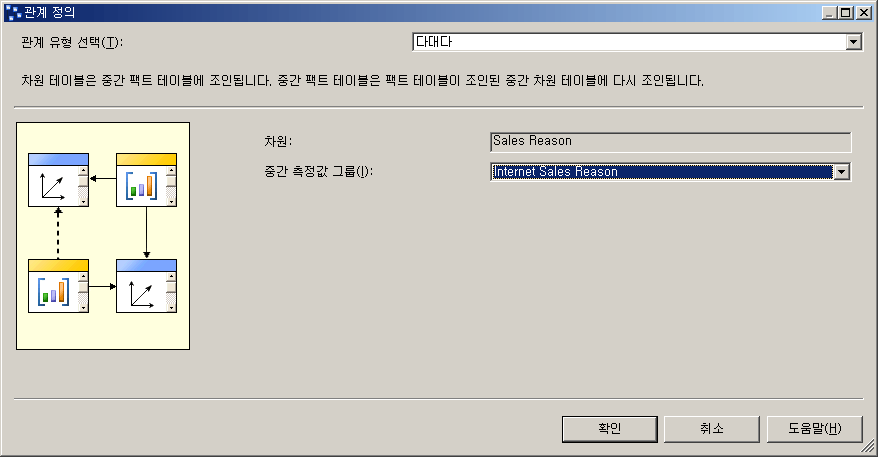 관계 정의
관계 유형 선택(T): 다대다
차원 테이블은 중간 팩트 테이블에 조인됩니다. 중간 팩트 테이블은 팩트 테이블이 조인된 중간 차원 테이블에 다시 조인됩니다.
차원: Sales Reason
중간 측정값 그룹(I): Internet Sales Reason
확인 취소 도움말(H)